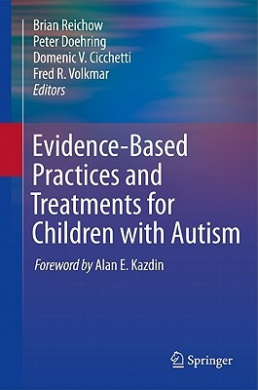 Brian Reichow
Peter Doehring
Domenic V. Cicchetti
Fred R. Volkmar
Editors
Evidence-Based
Practices and
Treatments for
Children with Autism
Foreword by Alan E. Kazdin
Springer